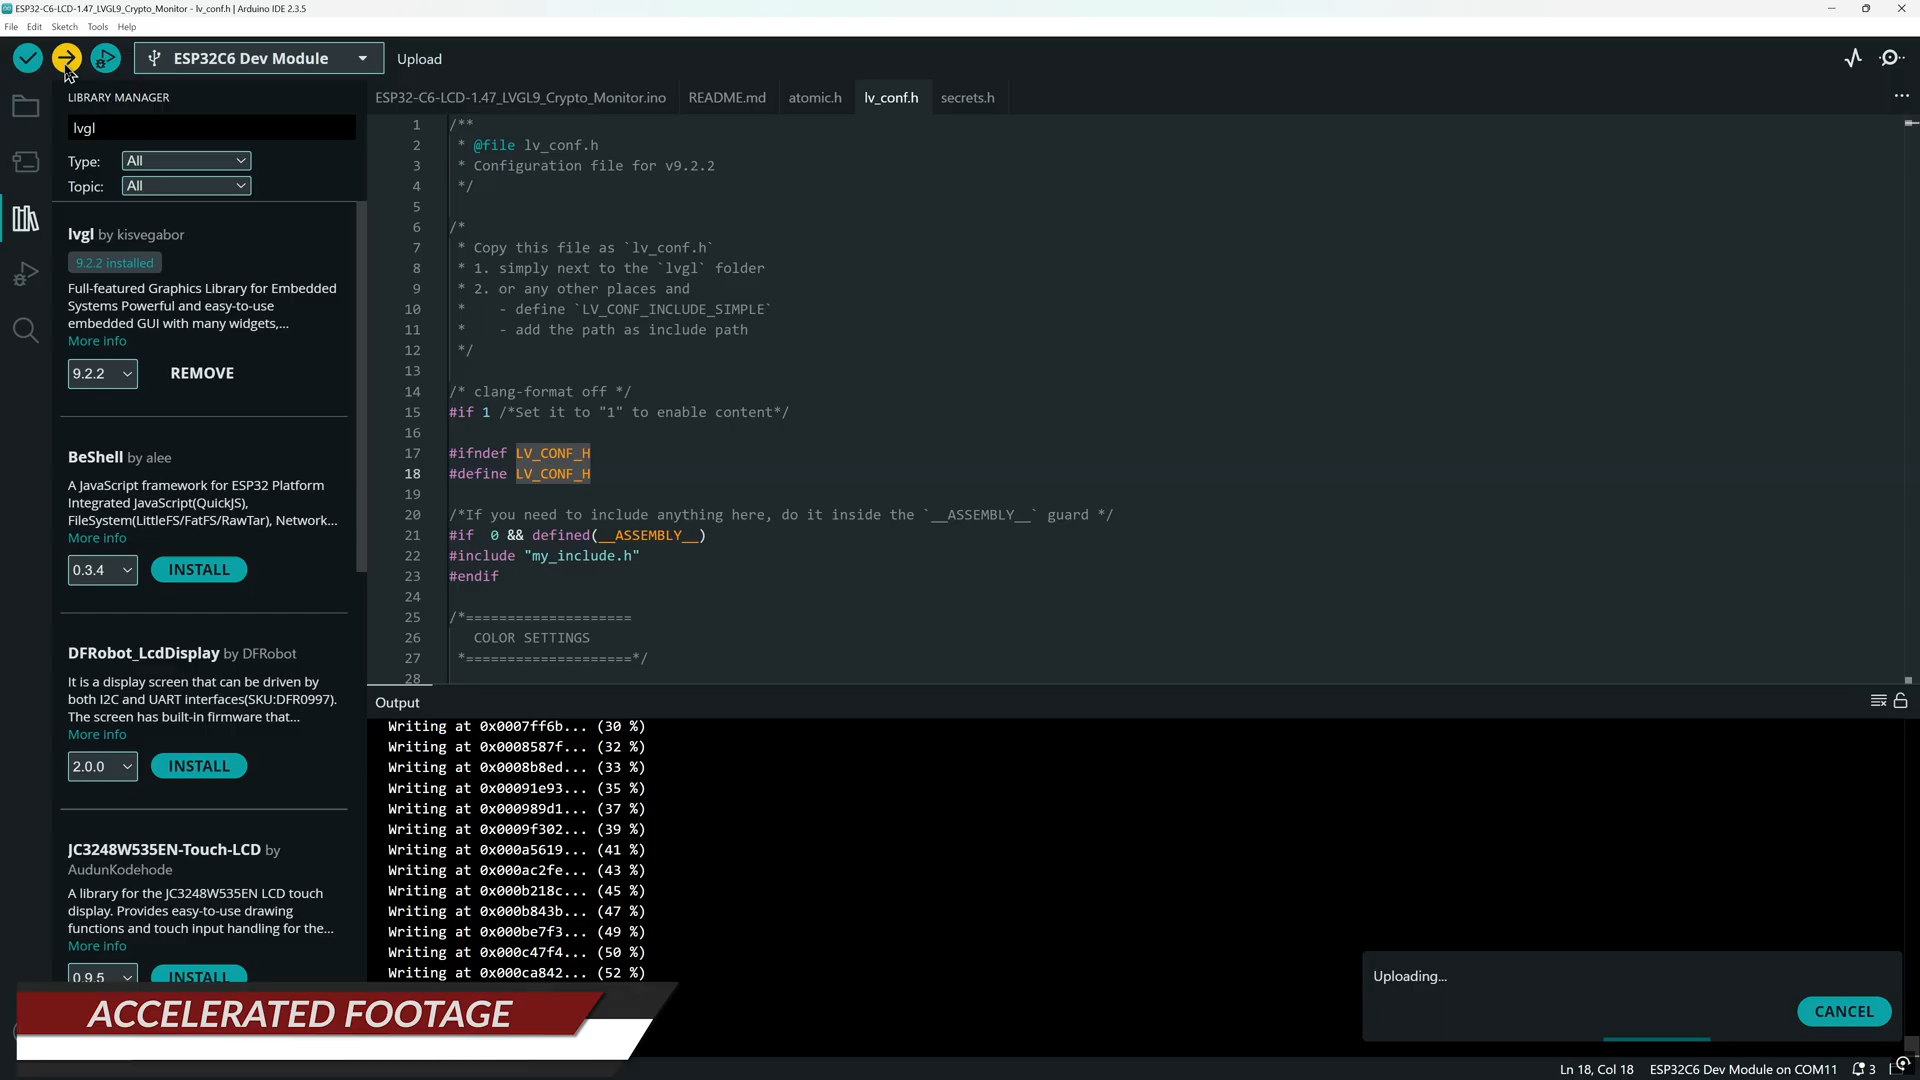 ESP32-C6-LCD-1.47_LVGL9_Crypto_Monitor - lv_conf.h | Arduino IDE 2.3.5
File Edit Sketch Tools Help
ESP32C6 Dev Module
Upload
LIBRARY MANAGER
lvgl
Type: All
Topic: All
lvgl by kisvegabor
9.2.2 installed
Full-featured Graphics Library for Embedded
Systems Powerful and easy-to-use
embedded GUI with many widgets,...
More info
9.2.2 REMOVE
BeShell by alee
A JavaScript framework for ESP32 Platform
Integrated JavaScript(QuickJS),
FileSystem(LittleFS/FatFS/RawTar), Network...
More info
0.3.4 INSTALL
DFRobot_LcdDisplay by DFRobot
It is a display screen that can be driven by
both I2C and UART interfaces(SKU:DFR0997).
The screen has built-in firmware that...
More info
2.0.0 INSTALL
JC3248W535EN-Touch-LCD by
AudunKodehode
A library for the JC3248W535EN LCD touch
display. Provides easy-to-use drawing
functions and touch input handling for the...
More info
0.9.5 INSTALL
ESP32-C6-LCD-1.47_LVGL9_Crypto_Monitor.ino README.md atomic.h lv_conf.h secrets.h
1 /**
2 * @file lv_conf.h
3 * Configuration file for v9.2.2
4 */
5
6 /*
7 * Copy this file as `lv_conf.h`
8 * 1. simply next to the `lvgl` folder
9 * 2. or any other places and
10 * - define `LV_CONF_INCLUDE_SIMPLE`
11 * - add the path as include path
12 */
13
14 /* clang-format off */
15 #if 1 /*Set it to "1" to enable content*/
16
17 #ifndef LV_CONF_H
18 #define LV_CONF_H
19
20 /*If you need to include anything here, do it inside the `__ASSEMBLY__` guard */
21 #if 0 && defined(__ASSEMBLY__)
22 #include "my_include.h"
23 #endif
24
25 /*====================
26 COLOR SETTINGS
27 *====================*/
28
Output
Writing at 0x0007ff6b... (30 %)
Writing at 0x0008587f... (32 %)
Writing at 0x0008b8ed... (33 %)
Writing at 0x00091e93... (35 %)
Writing at 0x000989d1... (37 %)
Writing at 0x0009f302... (39 %)
Writing at 0x000a5619... (41 %)
Writing at 0x000ac2fe... (43 %)
Writing at 0x000b218c... (45 %)
Writing at 0x000b843b... (47 %)
Writing at 0x000be7f3... (49 %)
Writing at 0x000c47f4... (50 %)
Writing at 0x000ca842... (52 %)
Uploading...
CANCEL
ACCELERATED FOOTAGE
Ln 18, Col 18 ESP32C6 Dev Module on COM11 3